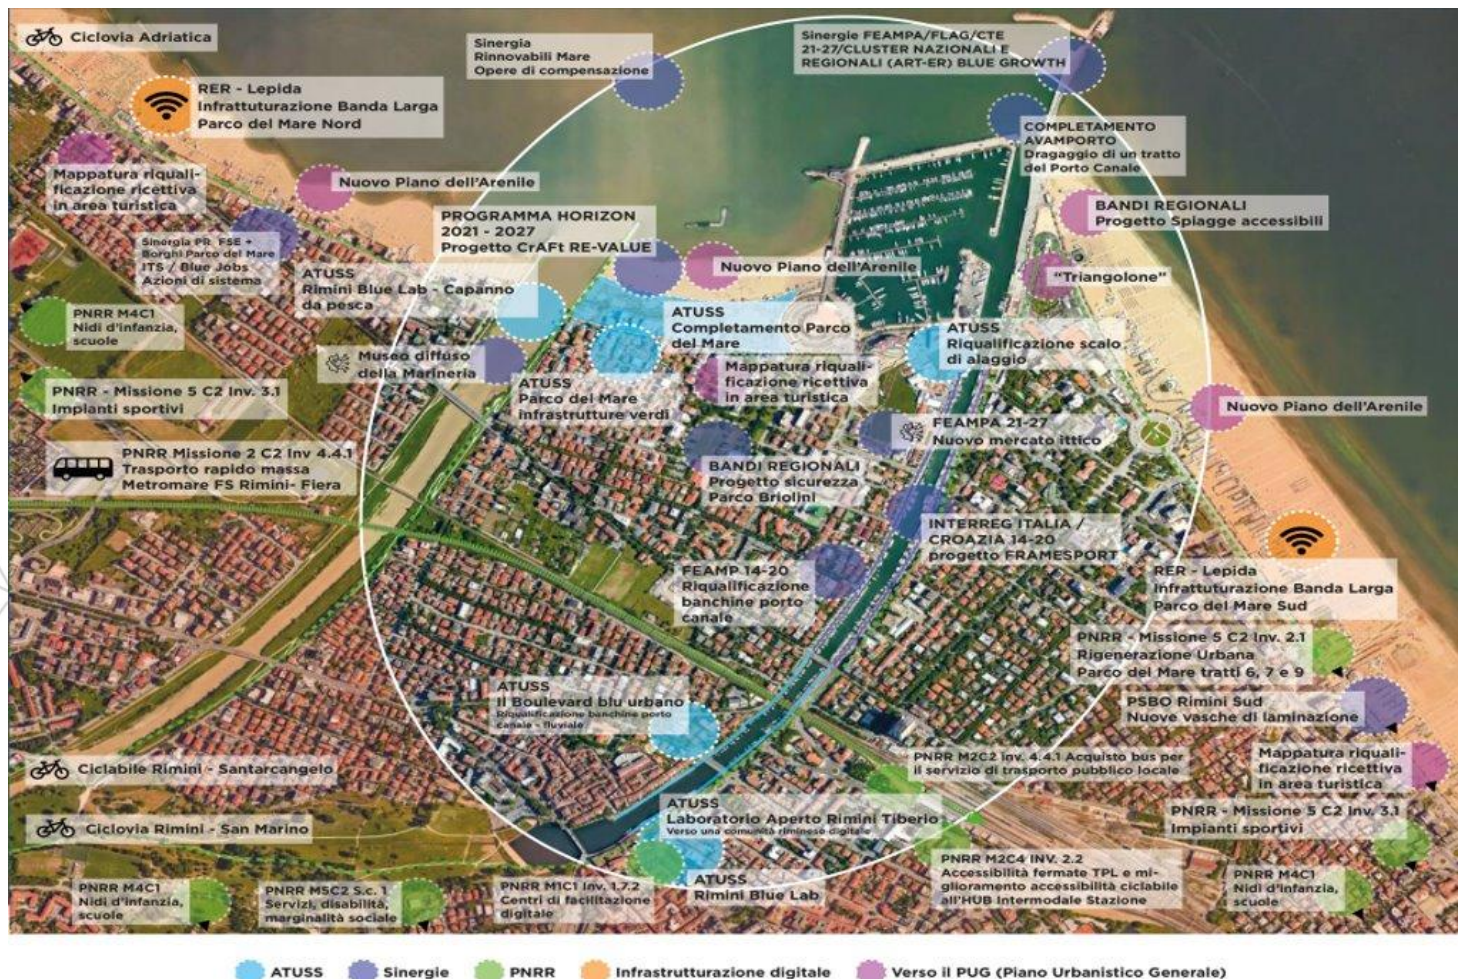 Ciclovia Adriatica
RER - Lepida
Infrattuturazione Banda Larga
Parco del Mare Nord
Sinergia
Rinnovabili Mare
Opere di compensazione
Sinergie FEAMPA/FLAG/CTE
21-27/CLUSTER NAZIONALI E
REGIONALI (ART-ER) BLUE GROWTH
COMPLETAMENTO
AVAMPORTO
Dragaggio di un tratto
del Porto Canale
Mappatura riquali-
ficazione ricettiva
in area turistica
Nuovo Piano dell'Arenile
BANDI REGIONALI
Progetto Spiagge accessibili
PROGRAMMA HORIZON
2021 - 2027
Progetto CrAFt RE-VALUE
Sinergia PR FSE +
Borghi Parco del Mare
ITS / Blue Jobs
Azioni di sistema
ATUSS
Rimini Blue Lab - Capanno
da pesca
Nuovo Piano dell'Arenile
"Triangolone"
PNRR M4C1
Nidi d'infanzia,
scuole
ATUSS
Completamento Parco
del Mare
ATUSS
Riqualificazione scalo
di alaggio
Museo diffuso
della Marineria
ATUSS
Parco del Mare
infrastrutture verdi
Mappatura riquali-
ficazione ricettiva
in area turistica
PNRR - Missione 5 C2 Inv. 3.1
Impianti sportivi
Nuovo Piano dell'Arenile
FEAMPA 21-27
Nuovo mercato ittico
PNRR Missione 2 C2 Inv 4.4.1
Trasporto rapido massa
Metromare FS Rimini- Fiera
BANDI REGIONALI
Progetto sicurezza
Parco Briolini
INTERREG ITALIA /
CROAZIA 14-20
progetto FRAMESPORT
FEAMP 14-20
Riqualificazione
banchine porto
canale
RER - Lepida
Infrattuturazione Banda Larga
Parco del Mare Sud
PNRR - Missione 5 C2 Inv. 2.1
Rigenerazione Urbana
Parco del Mare tratti 6, 7 e 9
ATUSS
Il Boulevard blu urbano
Riqualificazione banchine porto
canale - fluviale
PSBO Rimini Sud
Nuove vasche di laminazione
PNRR M2C2 Inv. 4.4.1 Acquisto bus per
il servizio di trasporto pubblico locale
Mappatura riquali-
ficazione ricettiva
in area turistica
Ciclabile Rimini - Santarcangelo
ATUSS
Laboratorio Aperto Rimini Tiberio
Verso una comunità riminese digitale
PNRR - Missione 5 C2 Inv. 3.1
Impianti sportivi
Ciclovia Rimini - San Marino
PNRR M4C1
Nidi d'infanzia,
scuole
PNRR M5C2 S.c. 1
Servizi, disabilità,
marginalità sociale
PNRR M1C1 Inv. 1.7.2
Centri di facilitazione
digitale
ATUSS
Rimini Blue Lab
PNRR M2C4 INV. 2.2
Accessibilità fermate TPL e mi-
glioramento accessibilità ciclabile
all'HUB Intermodale Stazione
PNRR M4C1
Nidi d'infanzia,
scuole
ATUSS
Sinergie
PNRR
Infrastrutturazione digitale
Verso il PUG (Piano Urbanistico Generale)